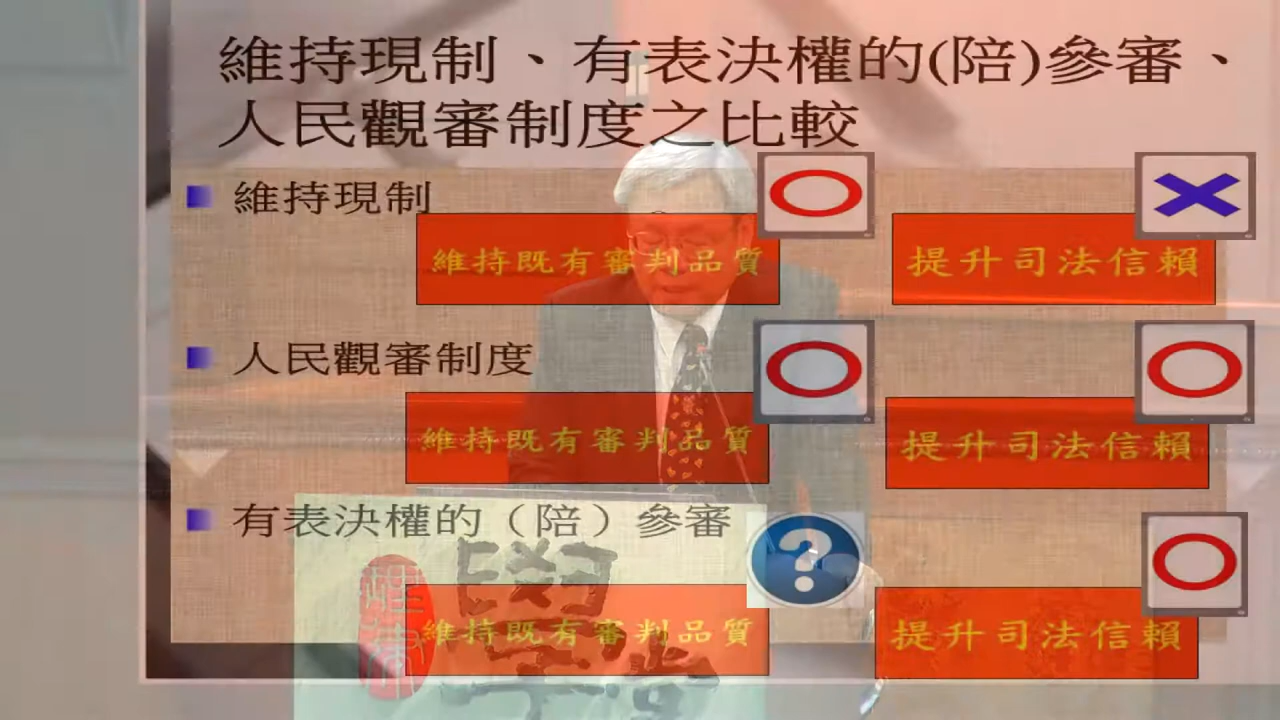 維持現制、有表決權的(陪)參審、
人民觀審制度之比較
維持現制
維持既有審判品質
提升司法信賴
人民觀審制度
維持既有審判品質
提升司法信賴
有表決權的（陪）參審
?
維持既有審判品質
提升司法信賴